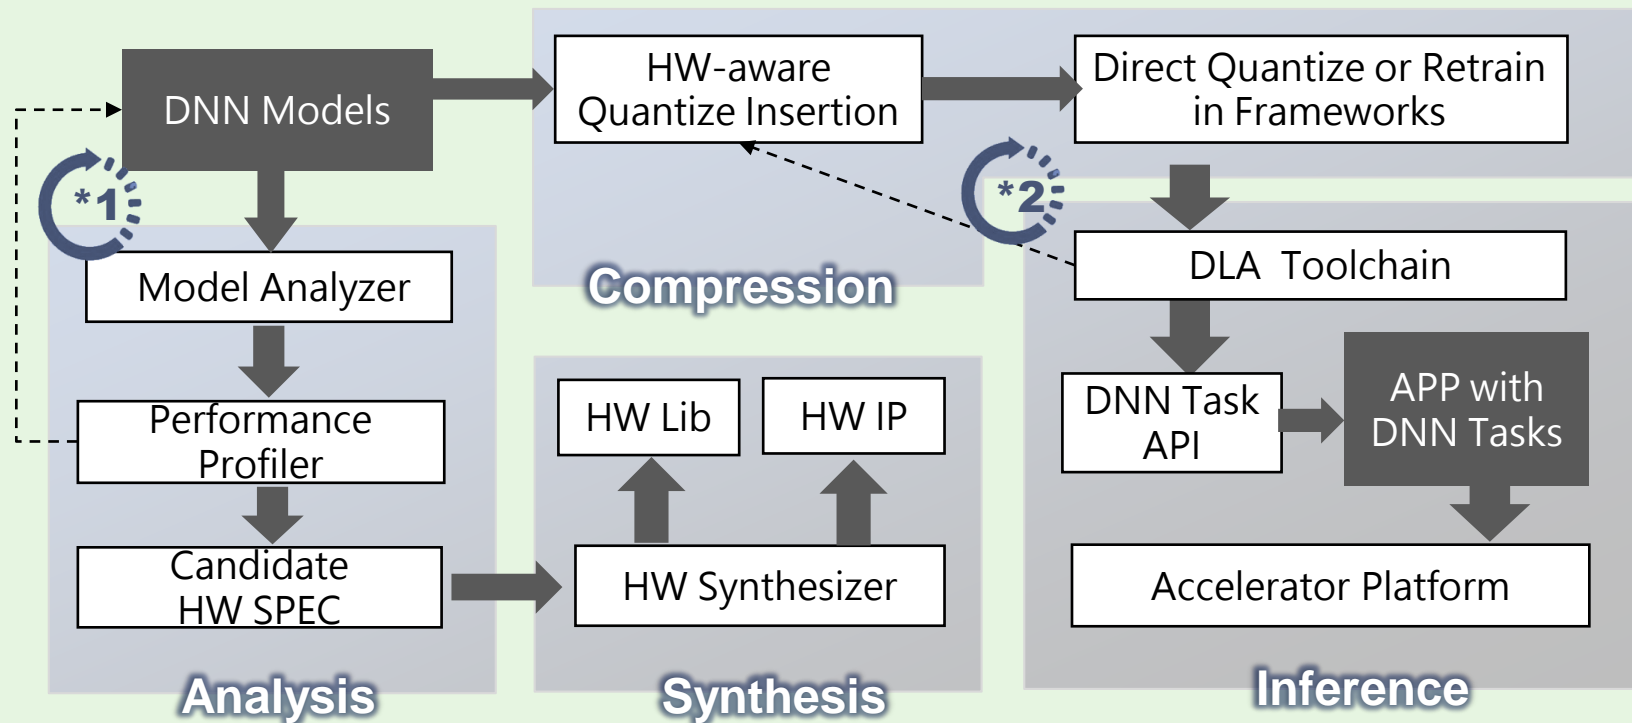 DNN Models
HW-aware
Quantize Insertion
Direct Quantize or Retrain
in Frameworks
*1
*2
Model Analyzer
Compression
DLA Toolchain
Performance
Profiler
HW Lib
HW IP
DNN Task
API
APP with
DNN Tasks
Candidate
HW SPEC
HW Synthesizer
Accelerator Platform
Analysis
Synthesis
Inference